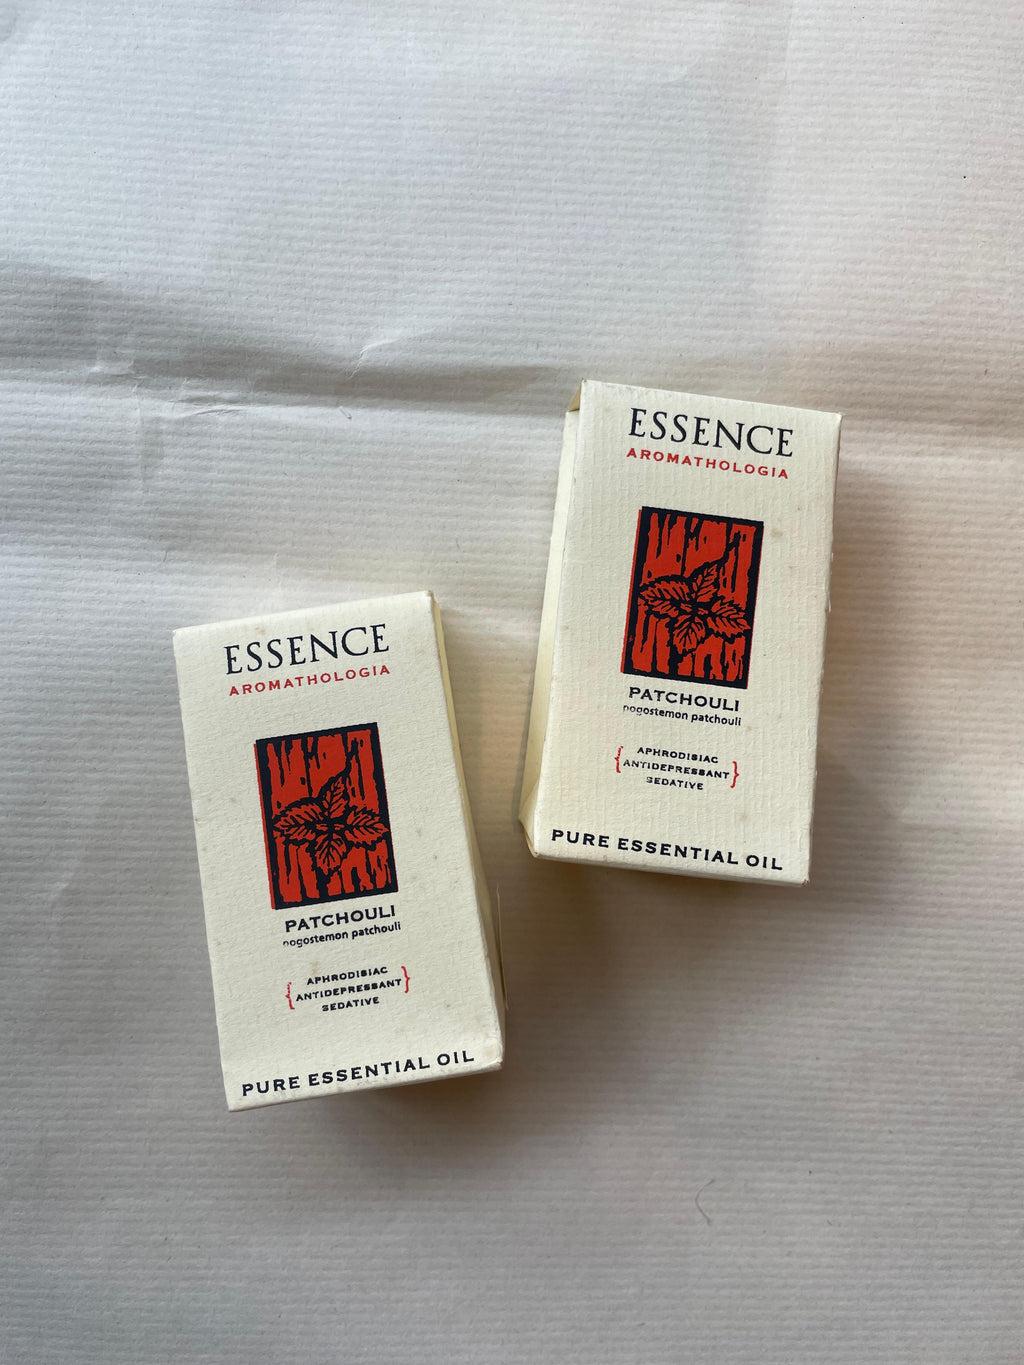 ESSENCE
AROMATHOLOGIA
PATCHOULI
pogostemon patchouli
{ APHRODISIAC
ANTIDEPRESSANT
SEDATIVE }
PURE ESSENTIAL OIL
ESSENCE
AROMATHOLOGIA
PATCHOULI
pogostemon patchouli
{ APHRODISIAC
ANTIDEPRESSANT
SEDATIVE }
PURE ESSENTIAL OIL